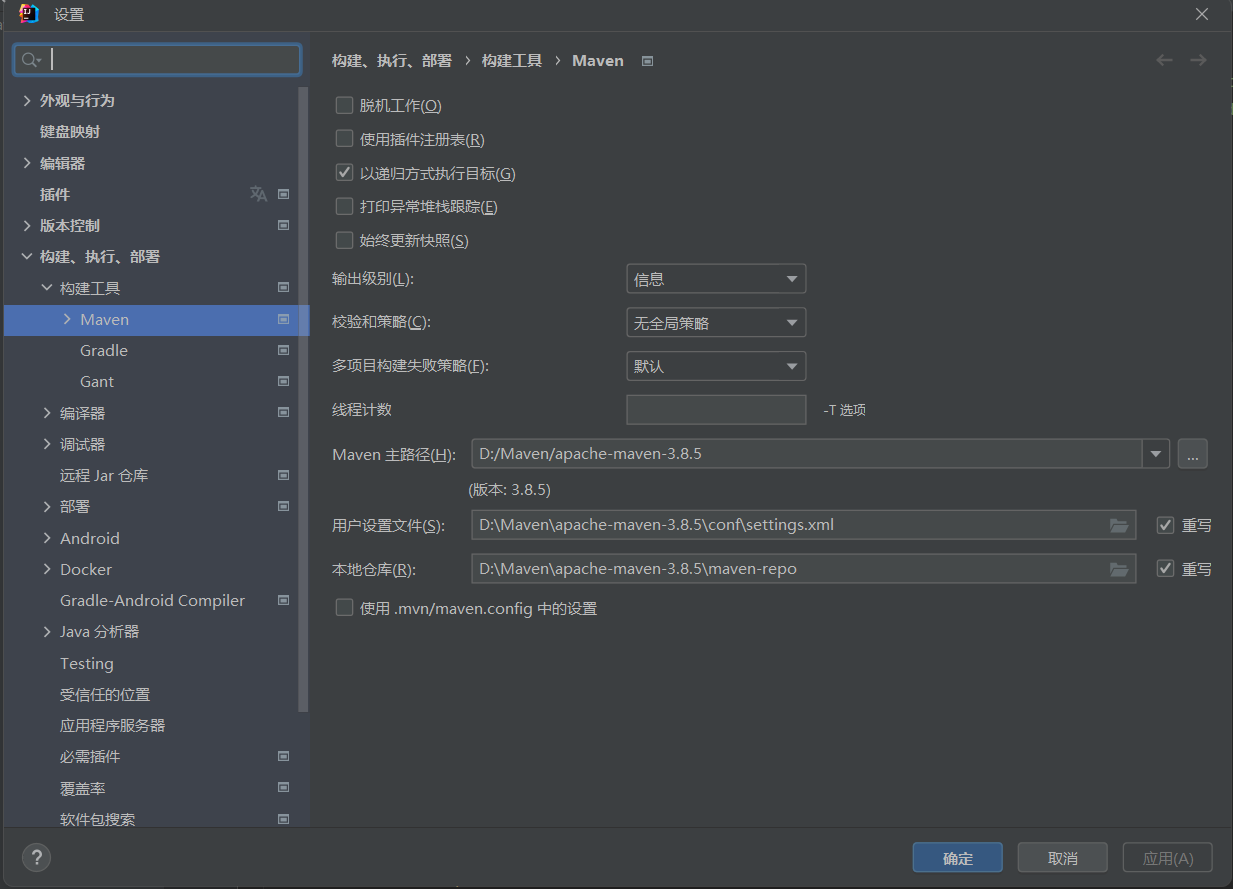 设置
构建、执行、部署 › 构建工具 › Maven
外观与行为
键盘映射
编辑器
插件
版本控制
构建、执行、部署
构建工具
Maven
Gradle
Gant
编译器
调试器
远程 Jar 仓库
部署
Android
Docker
Gradle-Android Compiler
Java 分析器
Testing
受信任的位置
应用程序服务器
必需插件
覆盖率
软件包搜索
脱机工作(O)
使用插件注册表(R)
以递归方式执行目标(G)
打印异常堆栈跟踪(E)
始终更新快照(S)
输出级别(L): 信息
校验和策略(C): 无全局策略
多项目构建失败策略(F): 默认
线程计数 -T 选项
Maven 主路径(H): D:/Maven/apache-maven-3.8.5 ...
(版本: 3.8.5)
用户设置文件(S): D:\Maven\apache-maven-3.8.5\conf\settings.xml 重写
本地仓库(R): D:\Maven\apache-maven-3.8.5\maven-repo 重写
使用 .mvn/maven.config 中的设置
? 确定 取消 应用(A)